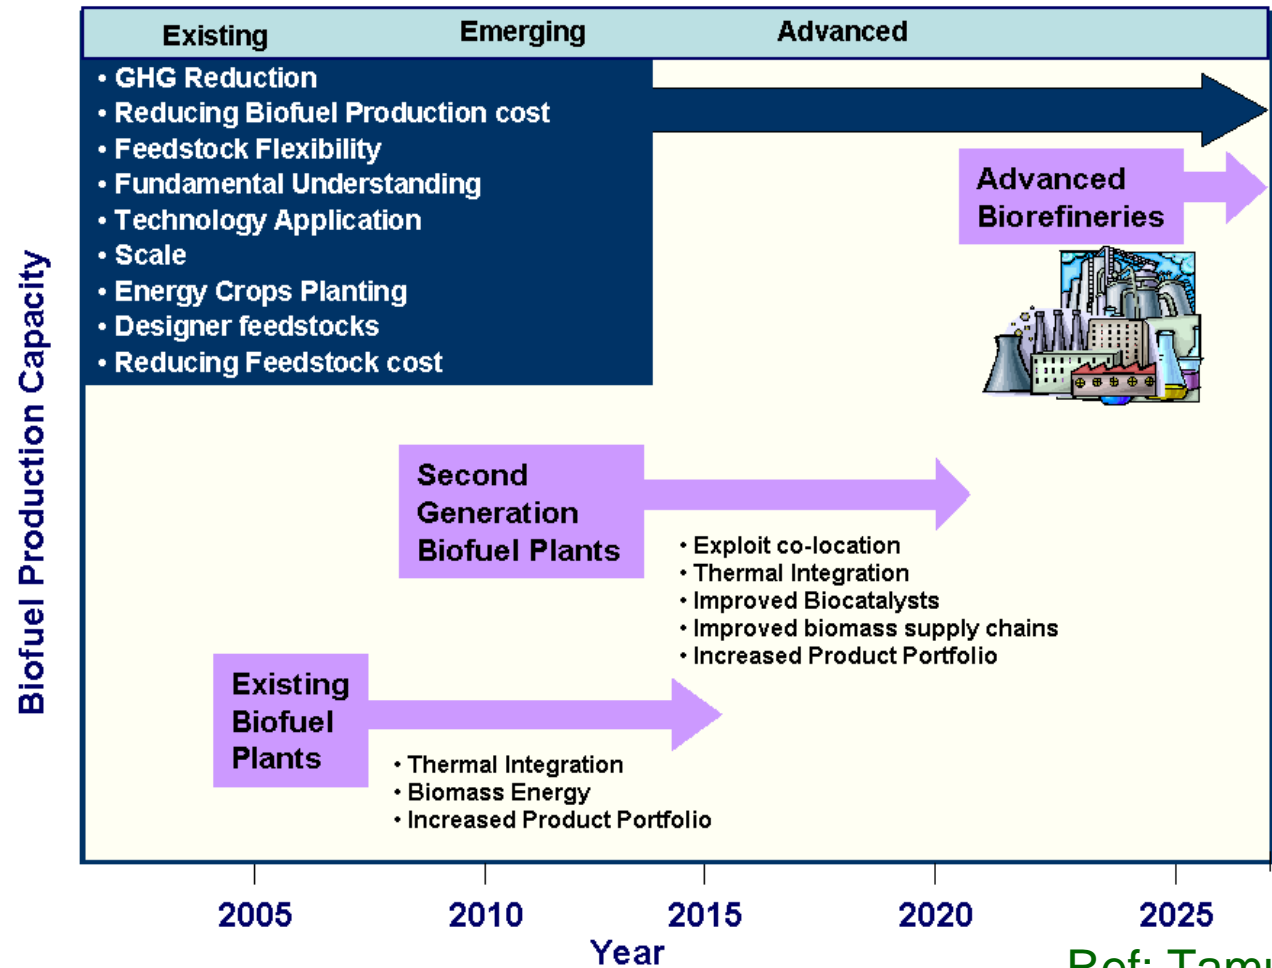 Existing Emerging Advanced
• GHG Reduction
• Reducing Biofuel Production cost
• Feedstock Flexibility
• Fundamental Understanding
• Technology Application
• Scale
• Energy Crops Planting
• Designer feedstocks
• Reducing Feedstock cost
Advanced
Biorefineries
Second
Generation
Biofuel Plants
• Exploit co-location
• Thermal Integration
• Improved Biocatalysts
• Improved biomass supply chains
• Increased Product Portfolio
Existing
Biofuel
Plants
• Thermal Integration
• Biomass Energy
• Increased Product Portfolio
Biofuel Production Capacity
2005 2010 2015 2020 2025
Year
Ref: